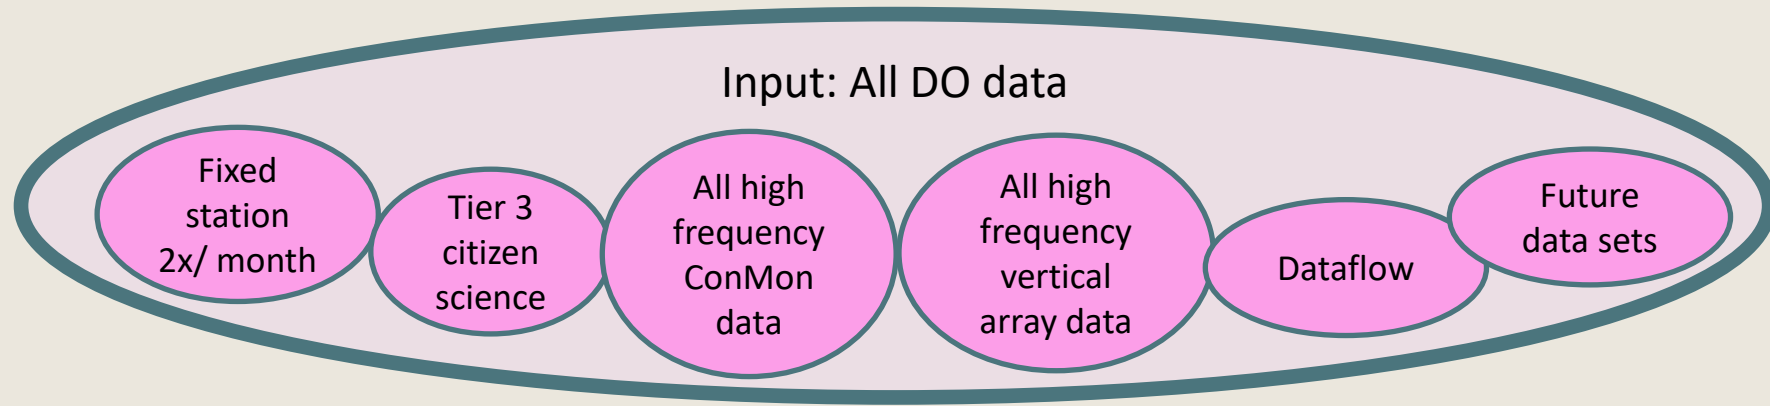 Input: All DO data
Fixed
station
2x/ month
Tier 3
citizen
science
All high
frequency
ConMon
data
All high
frequency
vertical
array data
Dataflow
Future
data sets